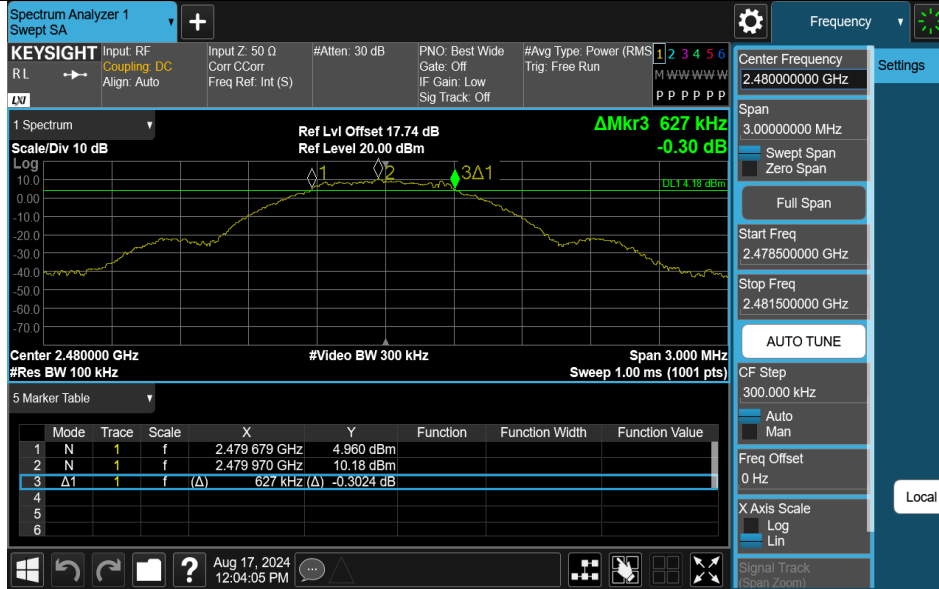 Spectrum Analyzer 1
Swept SA
Frequency
KEYSIGHT
R L
LXI
Input: RF
Coupling: DC
Align: Auto
Input Z: 50 Ω
Corr CCorr
Freq Ref: Int (S)
#Atten: 30 dB
PNO: Best Wide
Gate: Off
IF Gain: Low
Sig Track: Off
#Avg Type: Power (RMS
Trig: Free Run
1 2 3 4 5 6
M W W W W W
P P P P P P
Center Frequency
2.480000000 GHz
Settings
Span
3.00000000 MHz
Swept Span
Zero Span
Full Span
Start Freq
2.478500000 GHz
Stop Freq
2.481500000 GHz
AUTO TUNE
CF Step
300.000 kHz
Auto
Man
Freq Offset
0 Hz
Local
X Axis Scale
Log
Lin
Signal Track
(Span Zoom)
1 Spectrum
Scale/Div 10 dB
Ref Lvl Offset 17.74 dB
Ref Level 20.00 dBm
ΔMkr3 627 kHz
-0.30 dB
Log
10.0
0.00
-10.0
-20.0
-30.0
-40.0
-50.0
-60.0
-70.0
1
2
3Δ1
DL1 4.18 dBm
Center 2.480000 GHz
#Video BW 300 kHz
Span 3.000 MHz
#Res BW 100 kHz
Sweep 1.00 ms (1001 pts)
5 Marker Table
Mode Trace Scale X Y Function Function Width Function Value
1 N 1 f 2.479 679 GHz 4.960 dBm
2 N 1 f 2.479 970 GHz 10.18 dBm
3 Δ1 1 f (Δ) 627 kHz (Δ) -0.3024 dB
4
5
6
?
Aug 17, 2024
12:04:05 PM